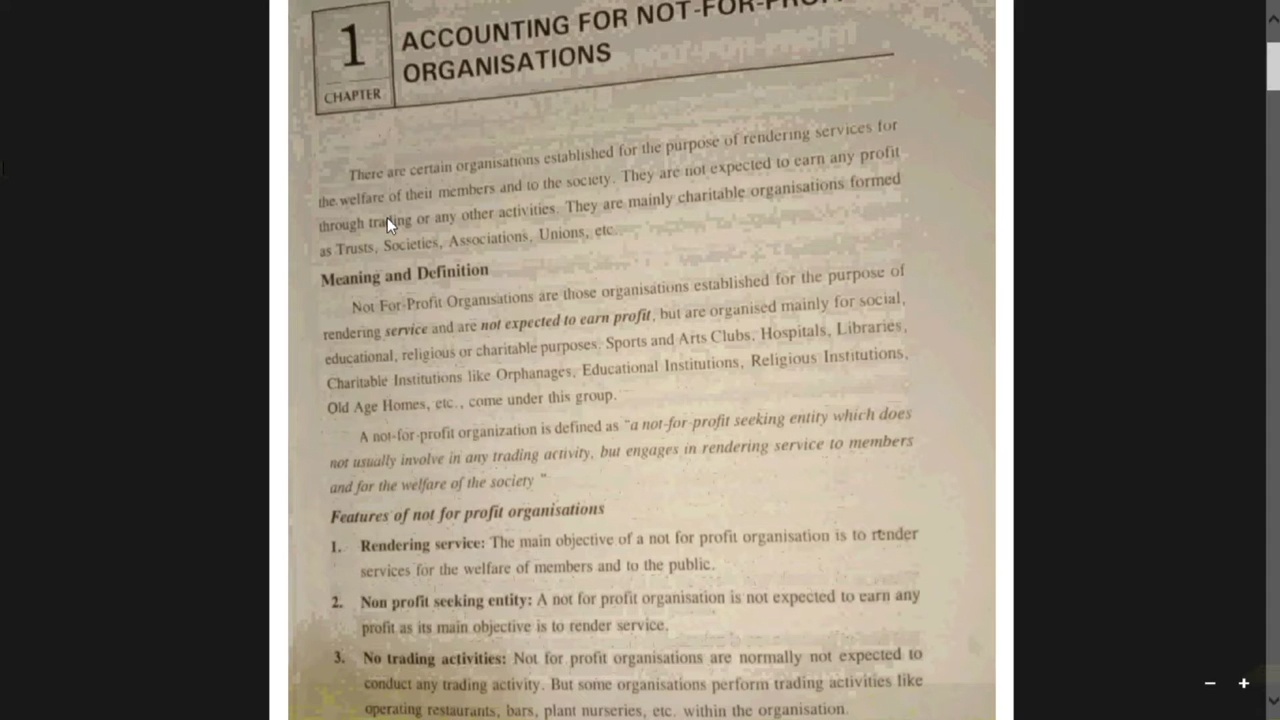 1
CHAPTER
ACCOUNTING FOR NOT-FOR-PROFIT
ORGANISATIONS
There are certain organisations established for the purpose of rendering services for
the welfare of their members and to the society. They are not expected to earn any profit
through trading or any other activities. They are mainly charitable organisations formed
as Trusts, Societies, Associations, Unions, etc.
Meaning and Definition
Not For-Profit Organisations are those organisations established for the purpose of
rendering service and are not expected to earn profit, but are organised mainly for social,
educational, religious or charitable purposes. Sports and Arts Clubs, Hospitals, Libraries,
Charitable Institutions like Orphanages, Educational Institutions, Religious Institutions,
Old Age Homes, etc., come under this group.
A not-for-profit organization is defined as "a not-for-profit seeking entity which does
not usually involve in any trading activity, but engages in rendering service to members
and for the welfare of the society "
Features of not for profit organisations
1. Rendering service: The main objective of a not for profit organisation is to render
services for the welfare of members and to the public.
2. Non profit seeking entity: A not for profit organisation is not expected to earn any
profit as its main objective is to render service.
3. No trading activities: Not for profit organisations are normally not expected to
conduct any trading activity. But some organisations perform trading activities like
operating restaurants, bars, plant nurseries, etc. within the organisation.